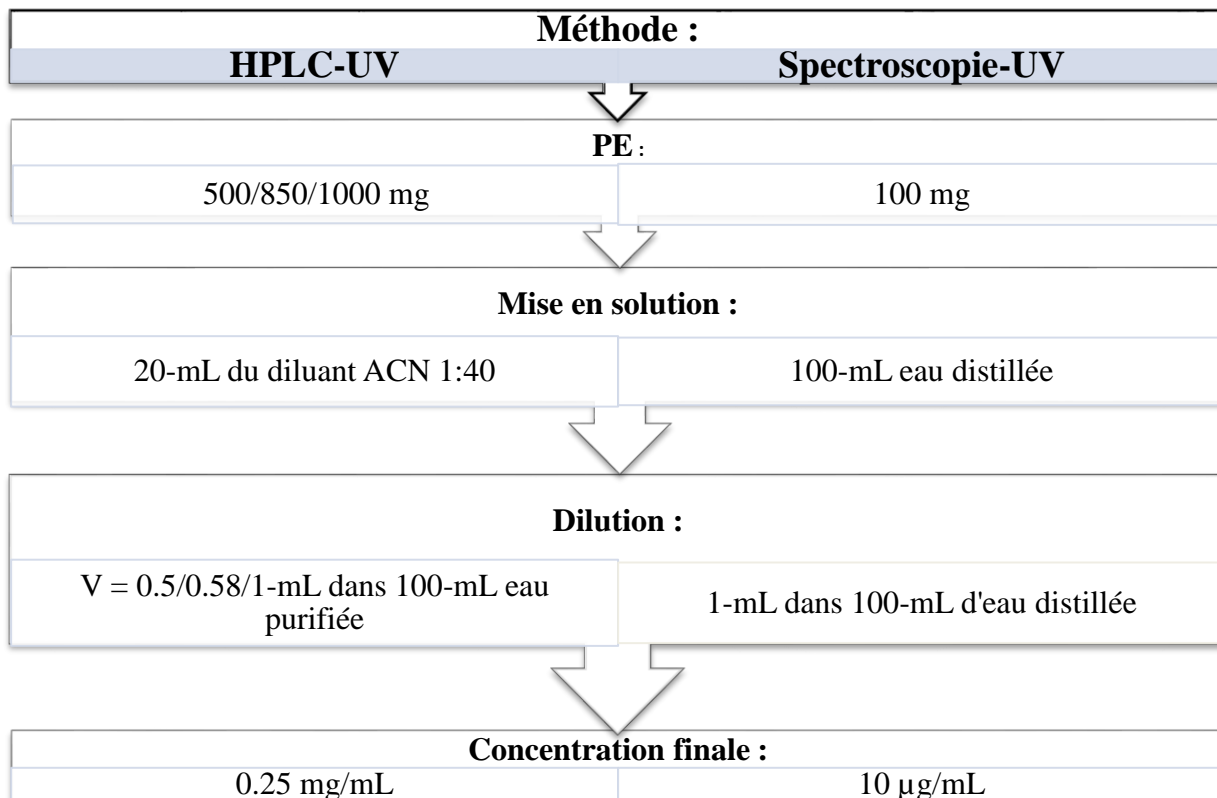 Méthode :
HPLC-UV
Spectroscopie-UV
PE :
500/850/1000 mg
100 mg
Mise en solution :
20-mL du diluant ACN 1:40
100-mL eau distillée
Dilution :
V = 0.5/0.58/1-mL dans 100-mL eau
purifiée
1-mL dans 100-mL d'eau distillée
Concentration finale :
0.25 mg/mL
10 µg/mL